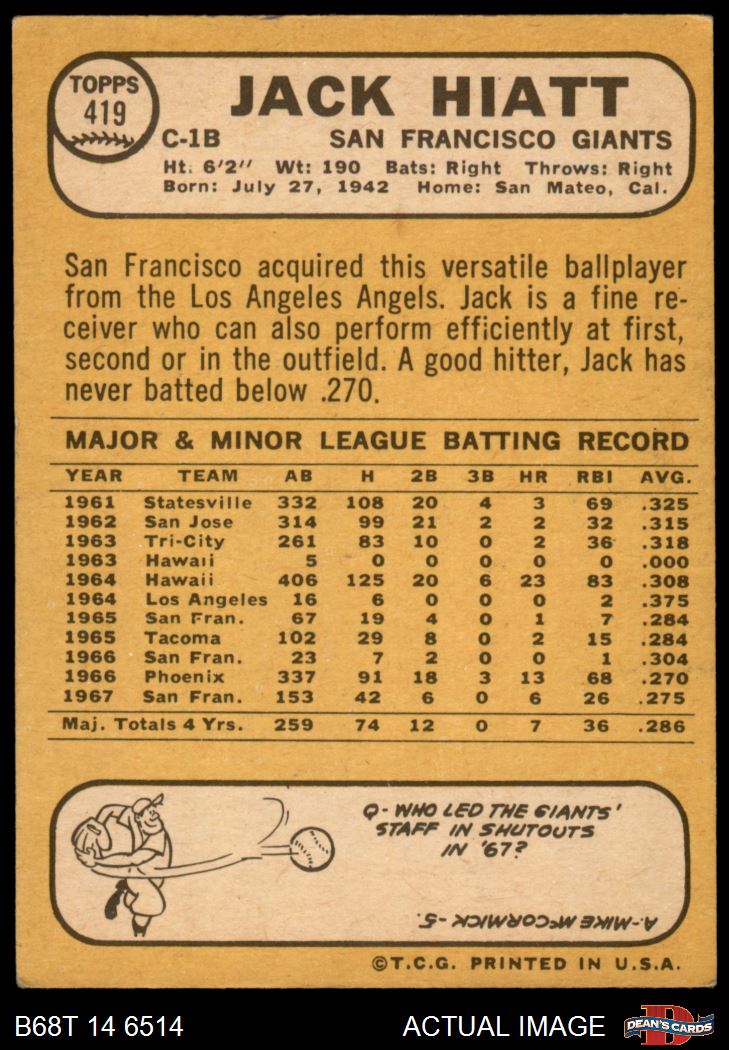 TOPPS
419
JACK HIATT
C-1B SAN FRANCISCO GIANTS
Ht: 6'2" Wt: 190 Bats: Right Throws: Right
Born: July 27, 1942 Home: San Mateo, Cal.
San Francisco acquired this versatile ballplayer
from the Los Angeles Angels. Jack is a fine re-
ceiver who can also perform efficiently at first,
second or in the outfield. A good hitter, Jack has
never batted below .270.
MAJOR & MINOR LEAGUE BATTING RECORD
YEAR TEAM AB H 2B 3B HR RBI AVG.
1961 Statesville 332 108 20 4 3 69 .325
1962 San Jose 314 99 21 2 2 32 .315
1963 Tri-City 261 83 10 0 2 36 .318
1963 Hawaii 5 0 0 0 0 0 .000
1964 Hawaii 406 125 20 6 23 83 .308
1964 Los Angeles 16 6 0 0 0 2 .375
1965 San Fran. 67 19 4 0 1 7 .284
1965 Tacoma 102 29 8 0 2 15 .284
1966 San Fran. 23 7 2 0 0 1 .304
1966 Phoenix 337 91 18 3 13 68 .270
1967 San Fran. 153 42 6 0 6 26 .275
Maj. Totals 4 Yrs. 259 74 12 0 7 36 .286
Q- WHO LED THE GIANTS'
STAFF IN SHUTOUTS
IN '67?
A-MIKE McCORMICK -5.
©T.C.G. PRINTED IN U.S.A.
B68T 14 6514 ACTUAL IMAGE
D
DEAN'S CARDS